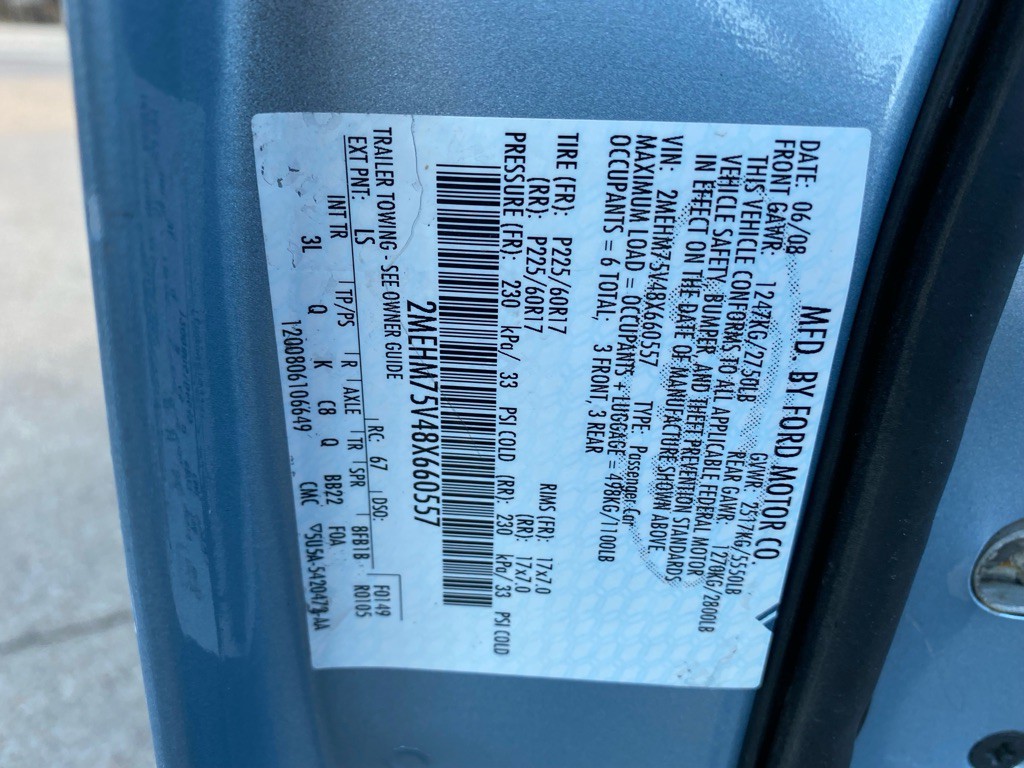 MFD. BY FORD MOTOR CO.
DATE: 06/08 GVWR: 2517KG/5550LB
FRONT GAWR: 1247KG/2750LB REAR GAWR: 1270KG/2800LB
THIS VEHICLE CONFORMS TO ALL APPLICABLE FEDERAL MOTOR
VEHICLE SAFETY, BUMPER, AND THEFT PREVENTION STANDARDS
IN EFFECT ON THE DATE OF MANUFACTURE SHOWN ABOVE
VIN: 2MEHM75V48X660557 TYPE: Passenger Car
MAXIMUM LOAD = OCCUPANTS + LUGGAGE = 498KG/1100LB
OCCUPANTS = 6 TOTAL, 3 FRONT, 3 REAR
TIRE (FR): P225/60R17 RIMS (FR): 17x7.0
(RR): P225/60R17 (RR): 17x7.0
PRESSURE (FR): 230 kPa/ 33 PSI COLD (RR): 230 kPa/ 33 PSI COLD
2MEHM75V48X660557
TRAILER TOWING - SEE OWNER GUIDE
EXT PNT: LS RC: 67 DSO: F0149
INT TR TP/PS R AXLE TR SPR 8FB1B R0105
3L Q K C8 Q BB22 F0A
1200806106649 CMC 5U5A-5420472-AA